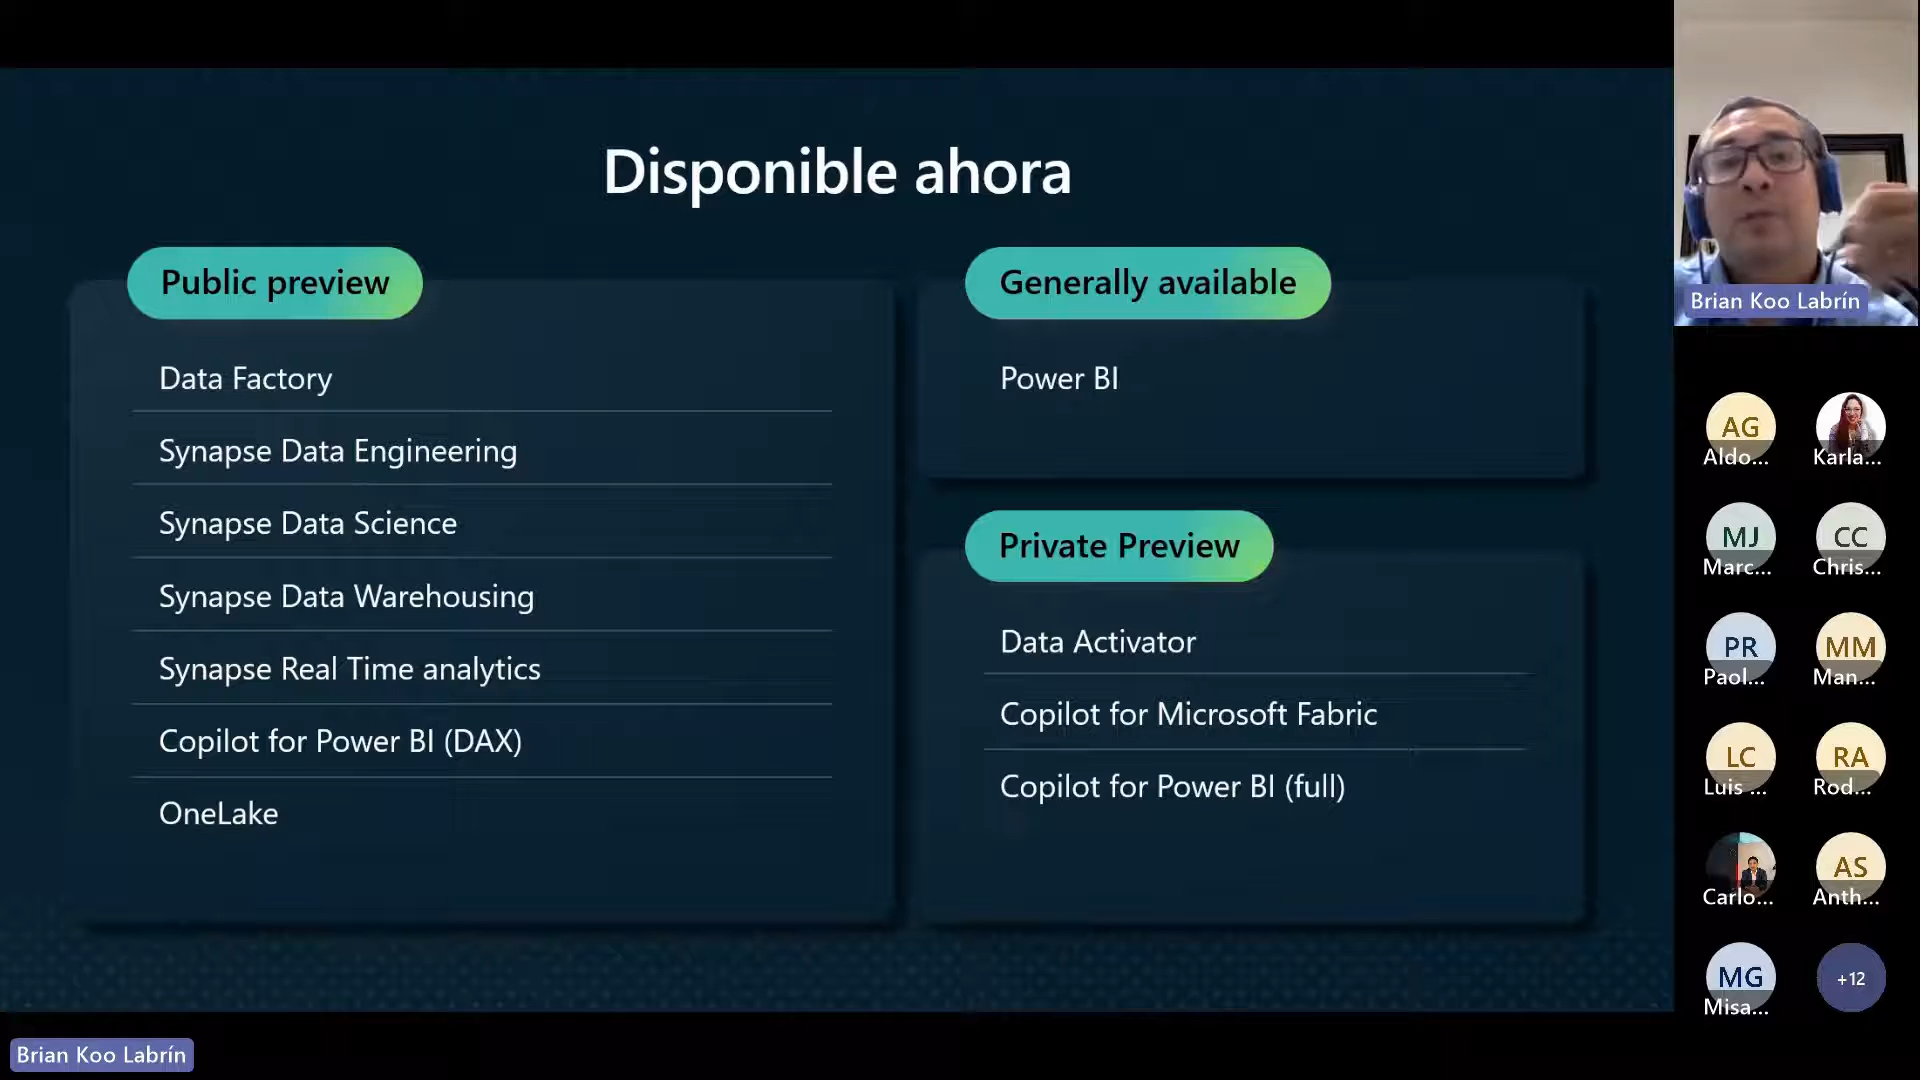 Disponible ahora
Public preview
Data Factory
Synapse Data Engineering
Synapse Data Science
Synapse Data Warehousing
Synapse Real Time analytics
Copilot for Power BI (DAX)
OneLake
Generally available
Power BI
Private Preview
Data Activator
Copilot for Microsoft Fabric
Copilot for Power BI (full)
Brian Koo Labrín
AG
Aldo...
Karla...
MJ
Marc...
CC
Chris...
PR
Paol...
MM
Man...
LC
Luis ...
RA
Rod...
Carlo...
AS
Anth...
MG
Misa...
+12
Brian Koo Labrín